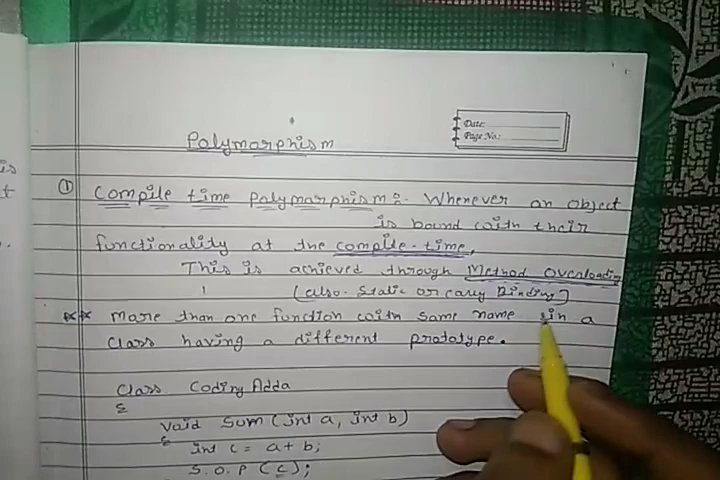 Date:
Page No.:
Polymorphism
① Compile time Polymorphism:- Whenever an object
is bound with their
functionality at the compile-time,
This is achieved through Method Overloading
(also. Static or early Binding)
** More than one function with same name in a
class having a different prototype.
Class Coding Adda
{
void Sum (int a, int b)
{
int c = a + b;
S.O.P (c);